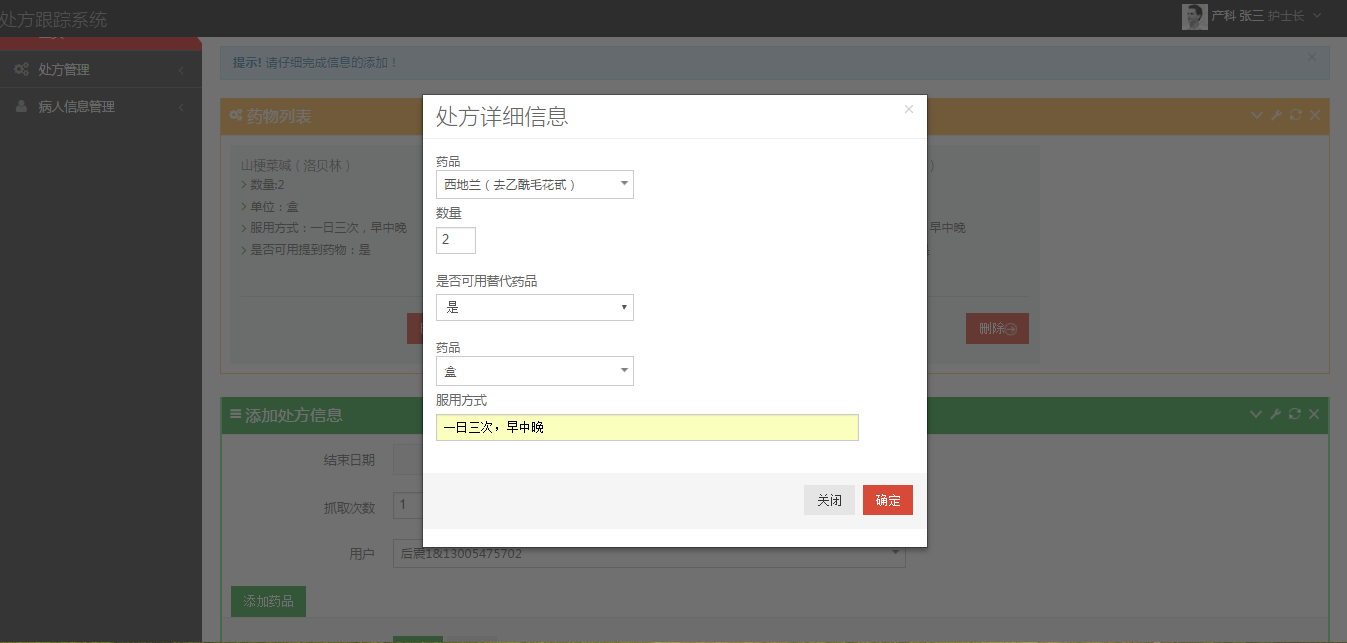 处方跟踪系统
产科 张三 护士长
处方管理
病人信息管理
提示! 请仔细完成信息的添加！
药物列表
山梗菜碱（洛贝林）
数量:2
单位：盒
服用方式：一日三次，早中晚
是否可用提到药物：是
）
早中晚
删除
处方详细信息
药品
西地兰（去乙酰毛花甙）
数量
2
是否可用替代药品
是
药品
盒
服用方式
一日三次，早中晚
关闭
确定
添加处方信息
结束日期
抓取次数
1
用户
后周1&13005475702
添加药品